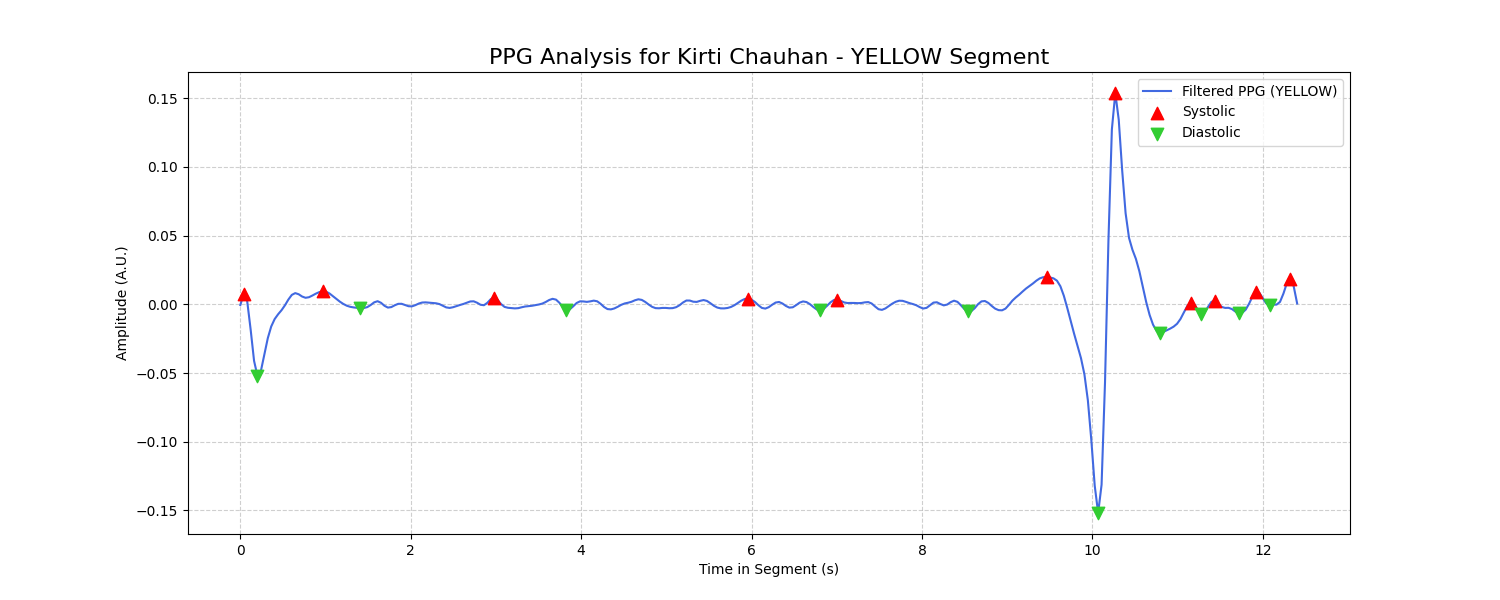 PPG Analysis for Kirti Chauhan - YELLOW Segment
Filtered PPG (YELLOW)
Systolic
Diastolic
Amplitude (A.U.)
0.15
0.10
0.05
0.00
−0.05
−0.10
−0.15
0 2 4 6 8 10 12
Time in Segment (s)